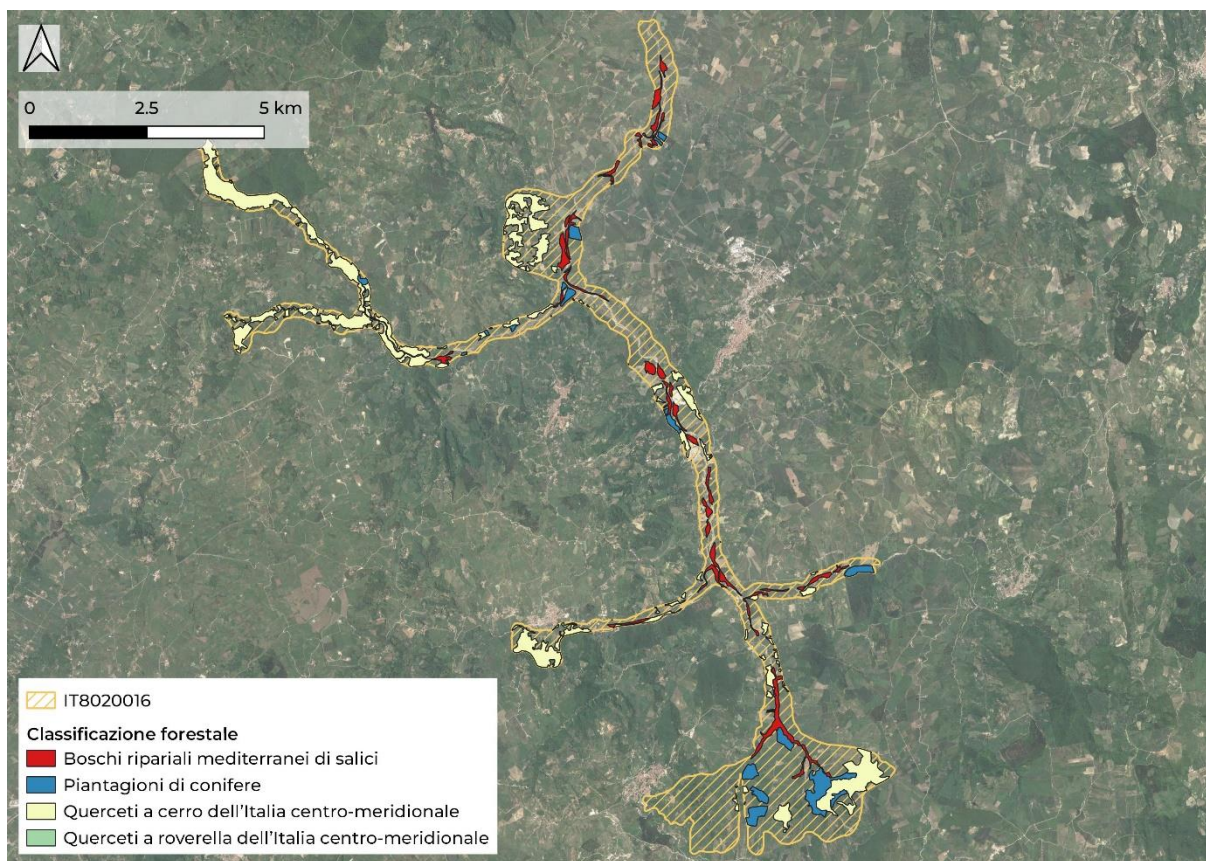 0 2.5 5 km
IT8020016
Classificazione forestale
Boschi ripariali mediterranei di salici
Piantagioni di conifere
Querceti a cerro dell'Italia centro-meridionale
Querceti a roverella dell'Italia centro-meridionale